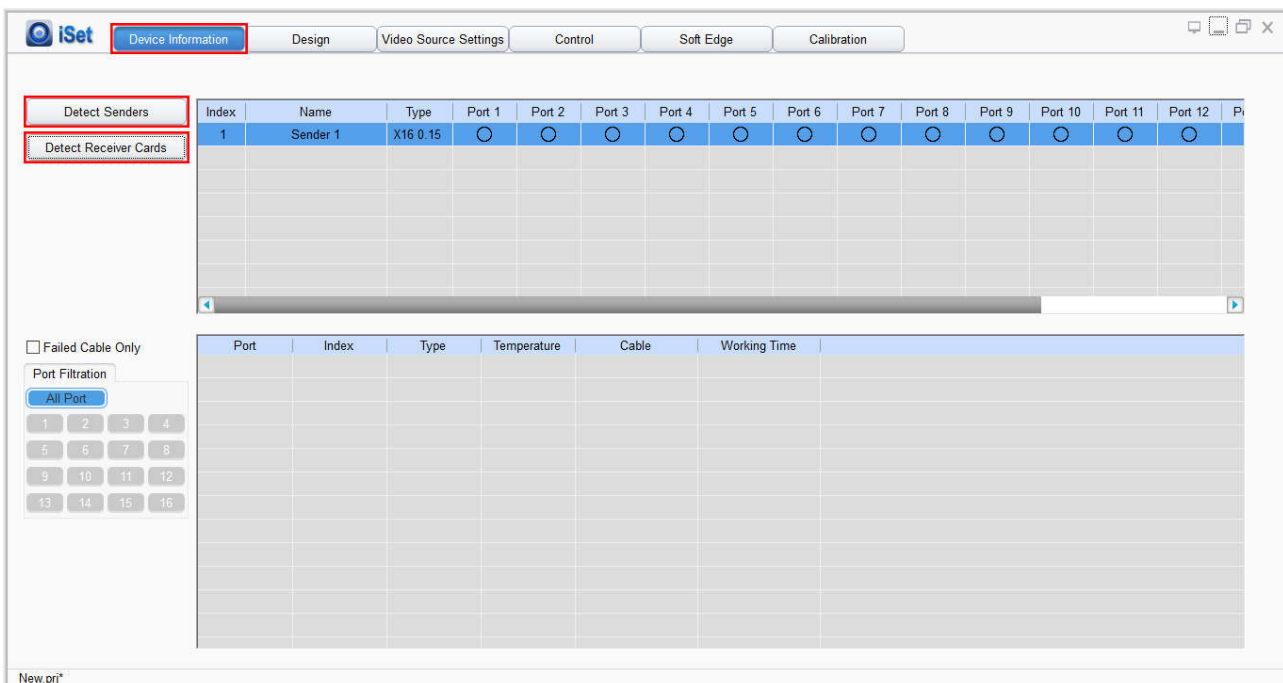 iSet Device Information Design Video Source Settings Control Soft Edge Calibration
Detect Senders
Detect Receiver Cards
Index Name Type Port 1 Port 2 Port 3 Port 4 Port 5 Port 6 Port 7 Port 8 Port 9 Port 10 Port 11 Port 12
1 Sender 1 X16 0.15
Failed Cable Only
Port Filtration
All Port
1 2 3 4
5 6 7 8
9 10 11 12
13 14 15 16
Port Index Type Temperature Cable Working Time
New.prj*